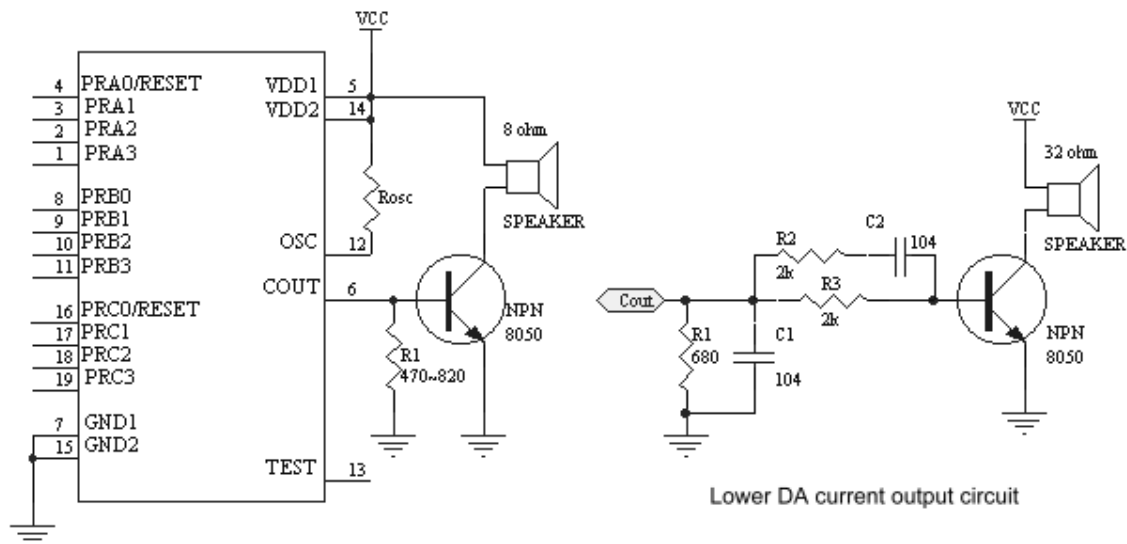 VCC
4 PRA0/RESET
3 PRA1
2 PRA2
1 PRA3
8 PRB0
9 PRB1
10 PRB2
11 PRB3
16 PRC0/RESET
17 PRC1
18 PRC2
19 PRC3
7 GND1
15 GND2
VDD1 5
VDD2 14
OSC 12
COUT 6
TEST 13
Rosc
8 ohm
SPEAKER
NPN
8050
R1
470~820
VCC
32 ohm
SPEAKER
C2
104
R2
2k
R3
2k
Cout
R1
680
C1
104
NPN
8050
Lower DA current output circuit